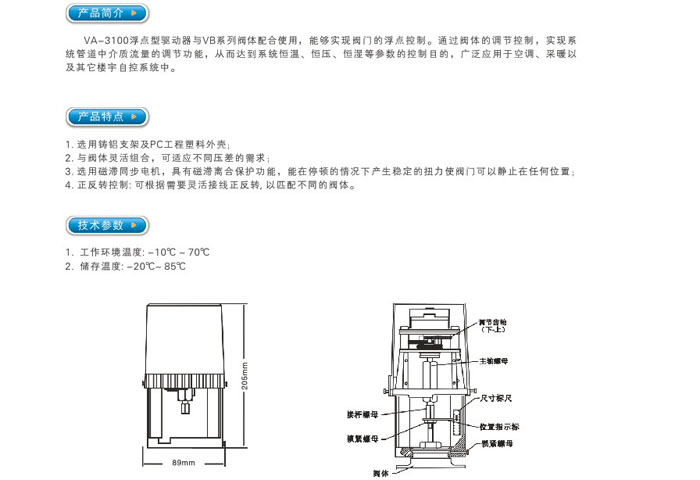 产品简介
VA-3100浮点型驱动器与VB系列阀体配合使用，能够实现阀门的浮点控制。通过阀体的调节控制，实现系
统管道中介质流量的调节功能，从而达到系统恒温、恒压、恒湿等参数的控制目的，广泛应用于空调、采暖以
及其它楼宇自控系统中。
产品特点
1. 选用铸铝支架及PC工程塑料外壳；
2. 与阀体灵活组合，可适应不同压差的需求；
3. 选用磁滞同步电机，具有磁滞离合保护功能，能在停顿的情况下产生稳定的扭力使阀门可以静止在任何位置；
4. 正反转控制: 可根据需要灵活接线正反转, 以匹配不同的阀体。
技术参数
1. 工作环境温度: -10℃ ~ 70℃
2. 储存温度: -20℃~ 85℃
205mm
89mm
调节齿轮
(下-上)
主轴螺母
尺寸标尺
接杆螺母
位置指示标
锁紧螺母
锁紧螺母
阀体